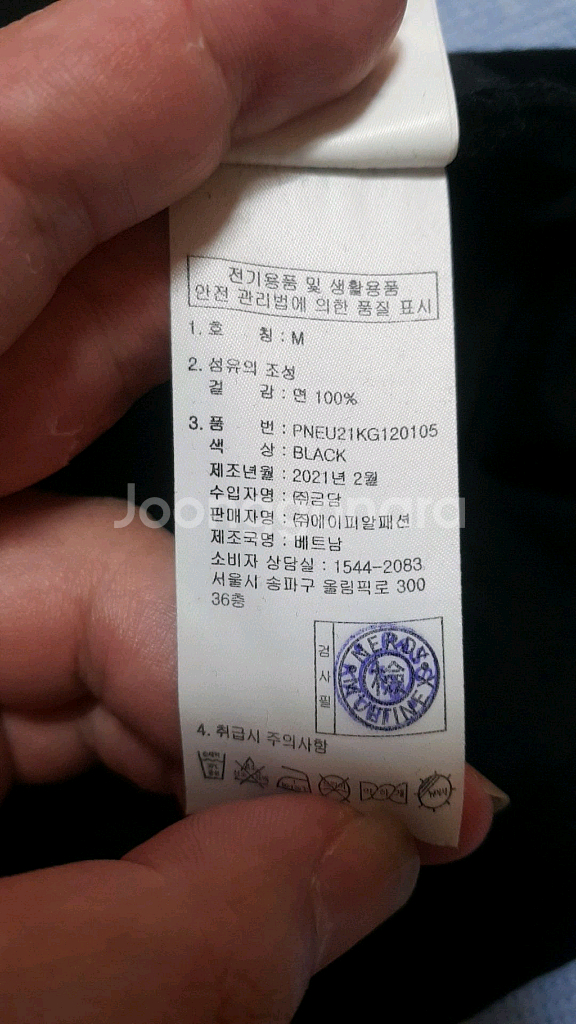 전기용품 및 생활용품
안전 관리법에 의한 품질 표시
1. 호 칭 : M
2. 섬유의 조성
겉 감 : 면 100%
3. 품 번 : PNEU21KG120105
색 상 : BLACK
제조년월 : 2021년 2월
수입자명 : ㈜금담
Joonggonara
판매자명 : ㈜에이피알패션
제조국명 : 베트남
소비자 상담실 : 1544-2083
서울시 송파구 올림픽로 300
36층
검사필
檢
4. 취급시 주의사항